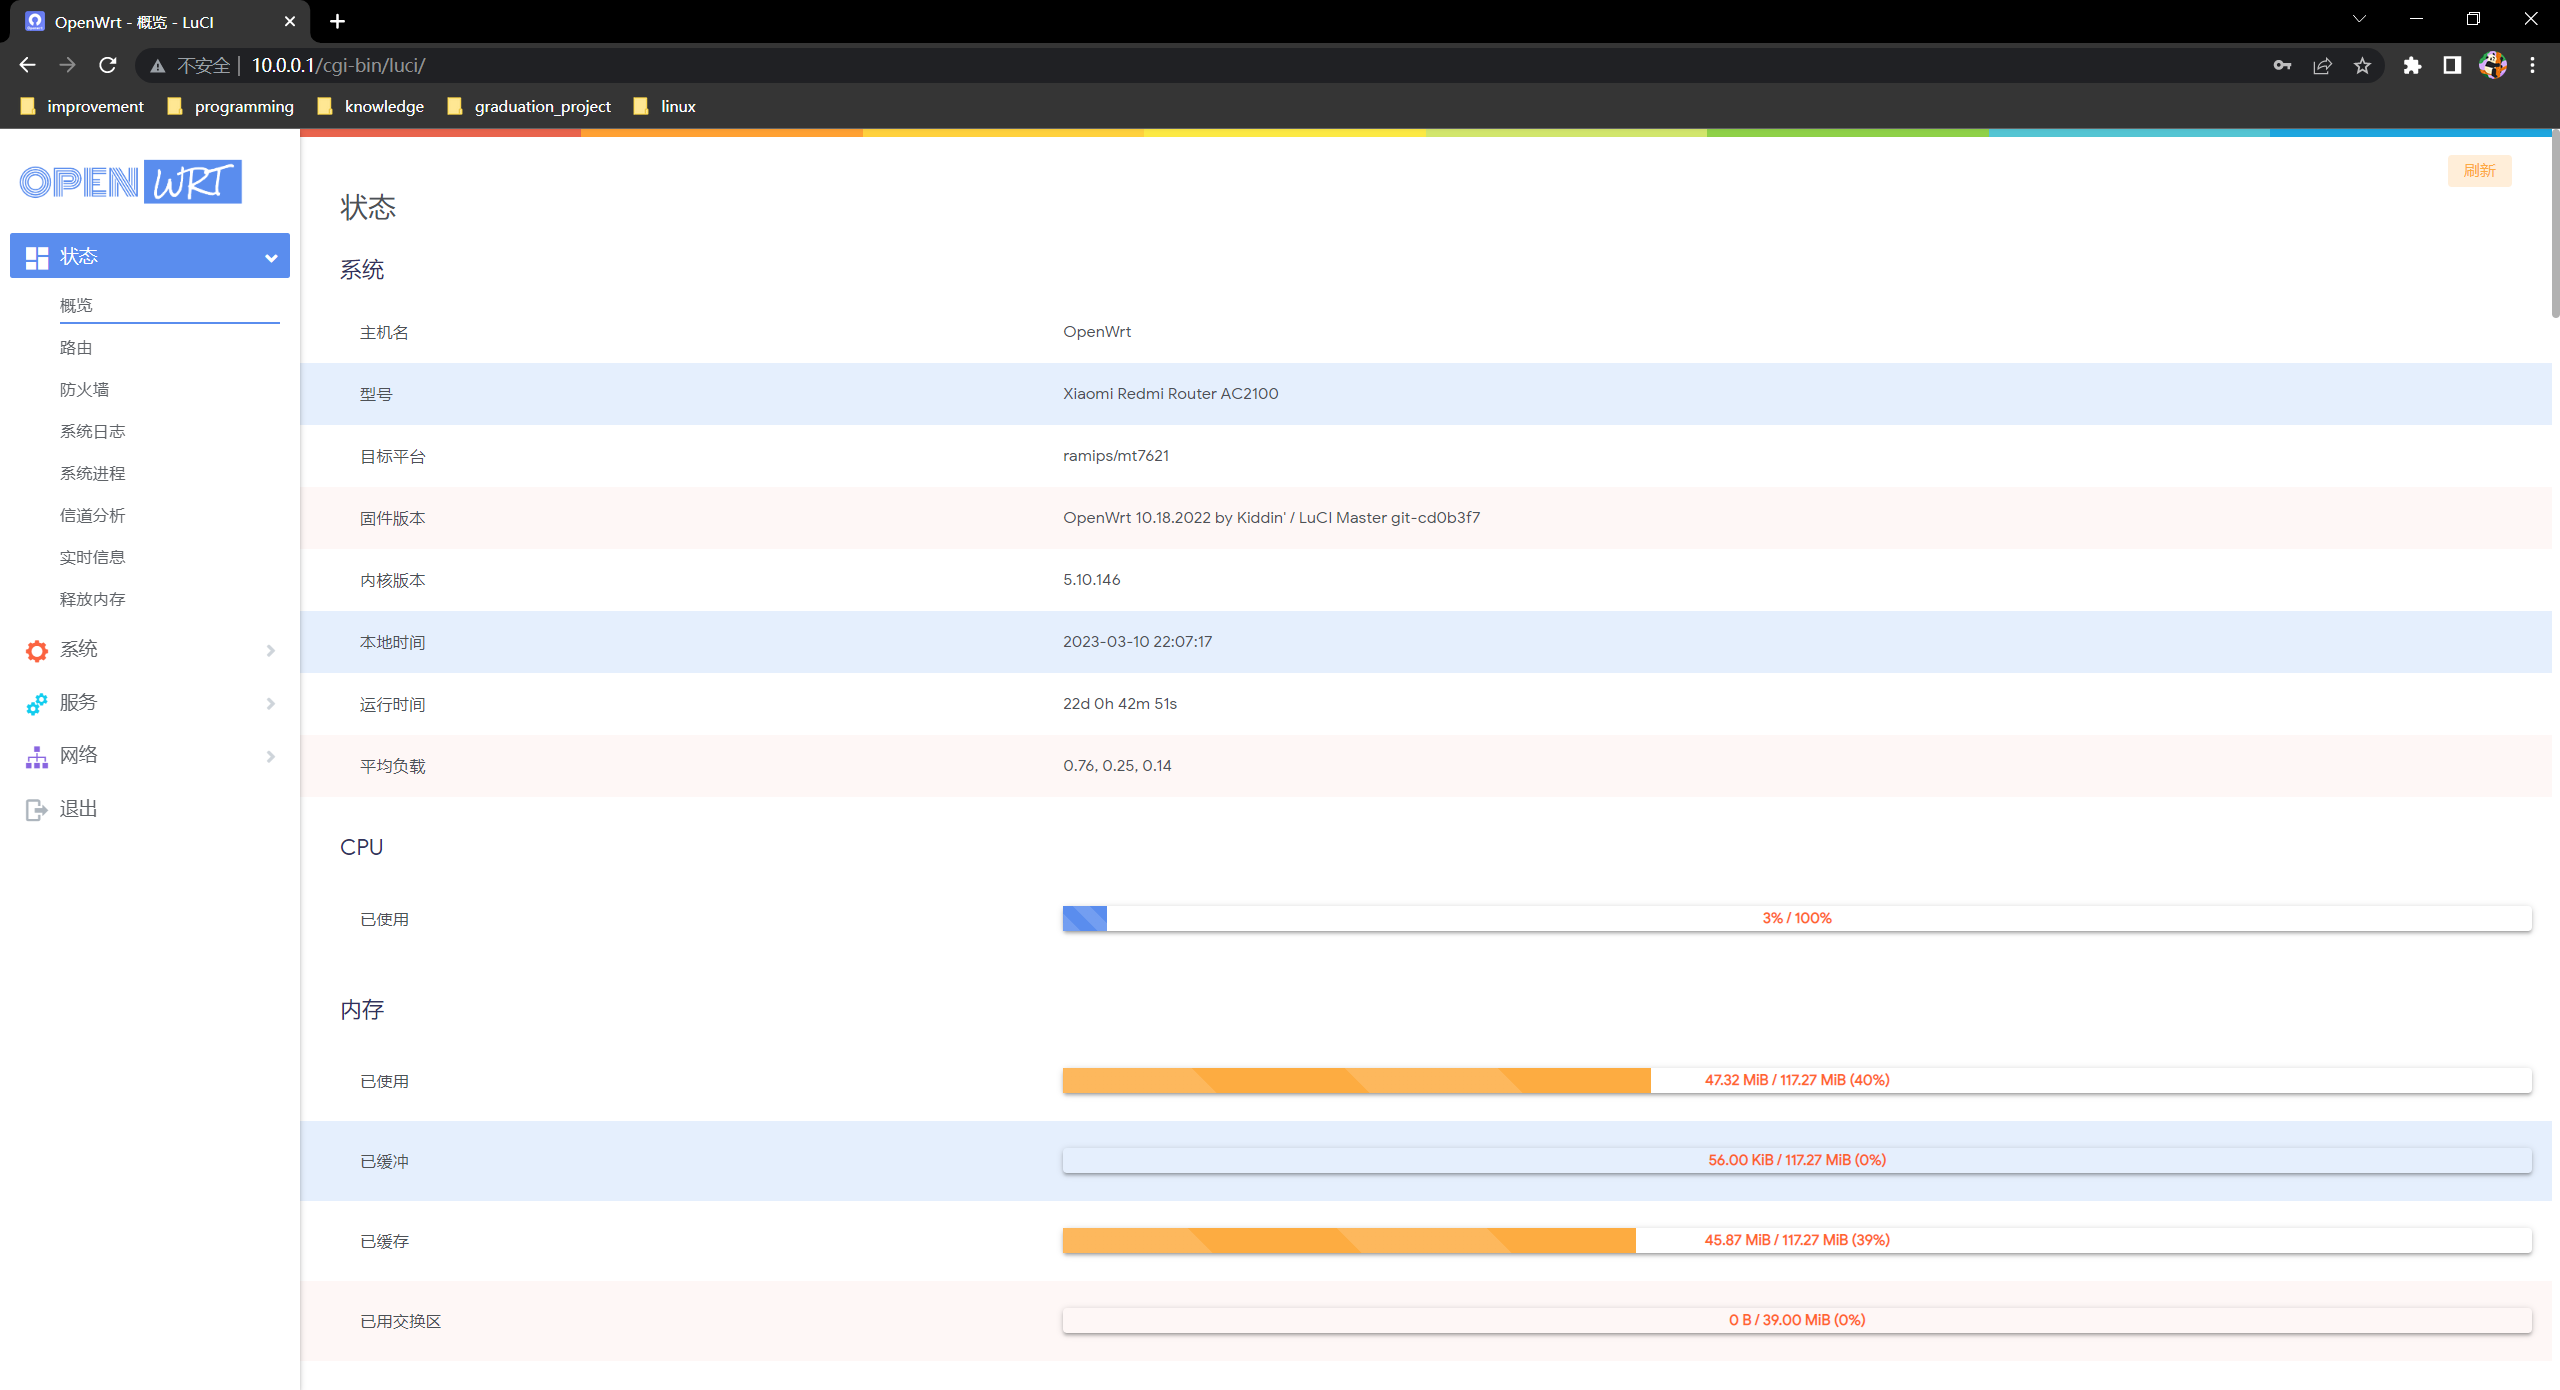 OpenWrt - 概览 - LuCI
不安全 | 10.0.0.1/cgi-bin/luci/
improvement programming knowledge graduation_project linux
OPEN WRT
状态
概览
路由
防火墙
系统日志
系统进程
信道分析
实时信息
释放内存
系统
服务
网络
退出
刷新
状态
系统
主机名 OpenWrt
型号 Xiaomi Redmi Router AC2100
目标平台 ramips/mt7621
固件版本 OpenWrt 10.18.2022 by Kiddin' / LuCI Master git-cd0b3f7
内核版本 5.10.146
本地时间 2023-03-10 22:07:17
运行时间 22d 0h 42m 51s
平均负载 0.76, 0.25, 0.14
CPU
已使用 3% / 100%
内存
已使用 47.32 MiB / 117.27 MiB (40%)
已缓冲 56.00 KiB / 117.27 MiB (0%)
已缓存 45.87 MiB / 117.27 MiB (39%)
已用交换区 0 B / 39.00 MiB (0%)